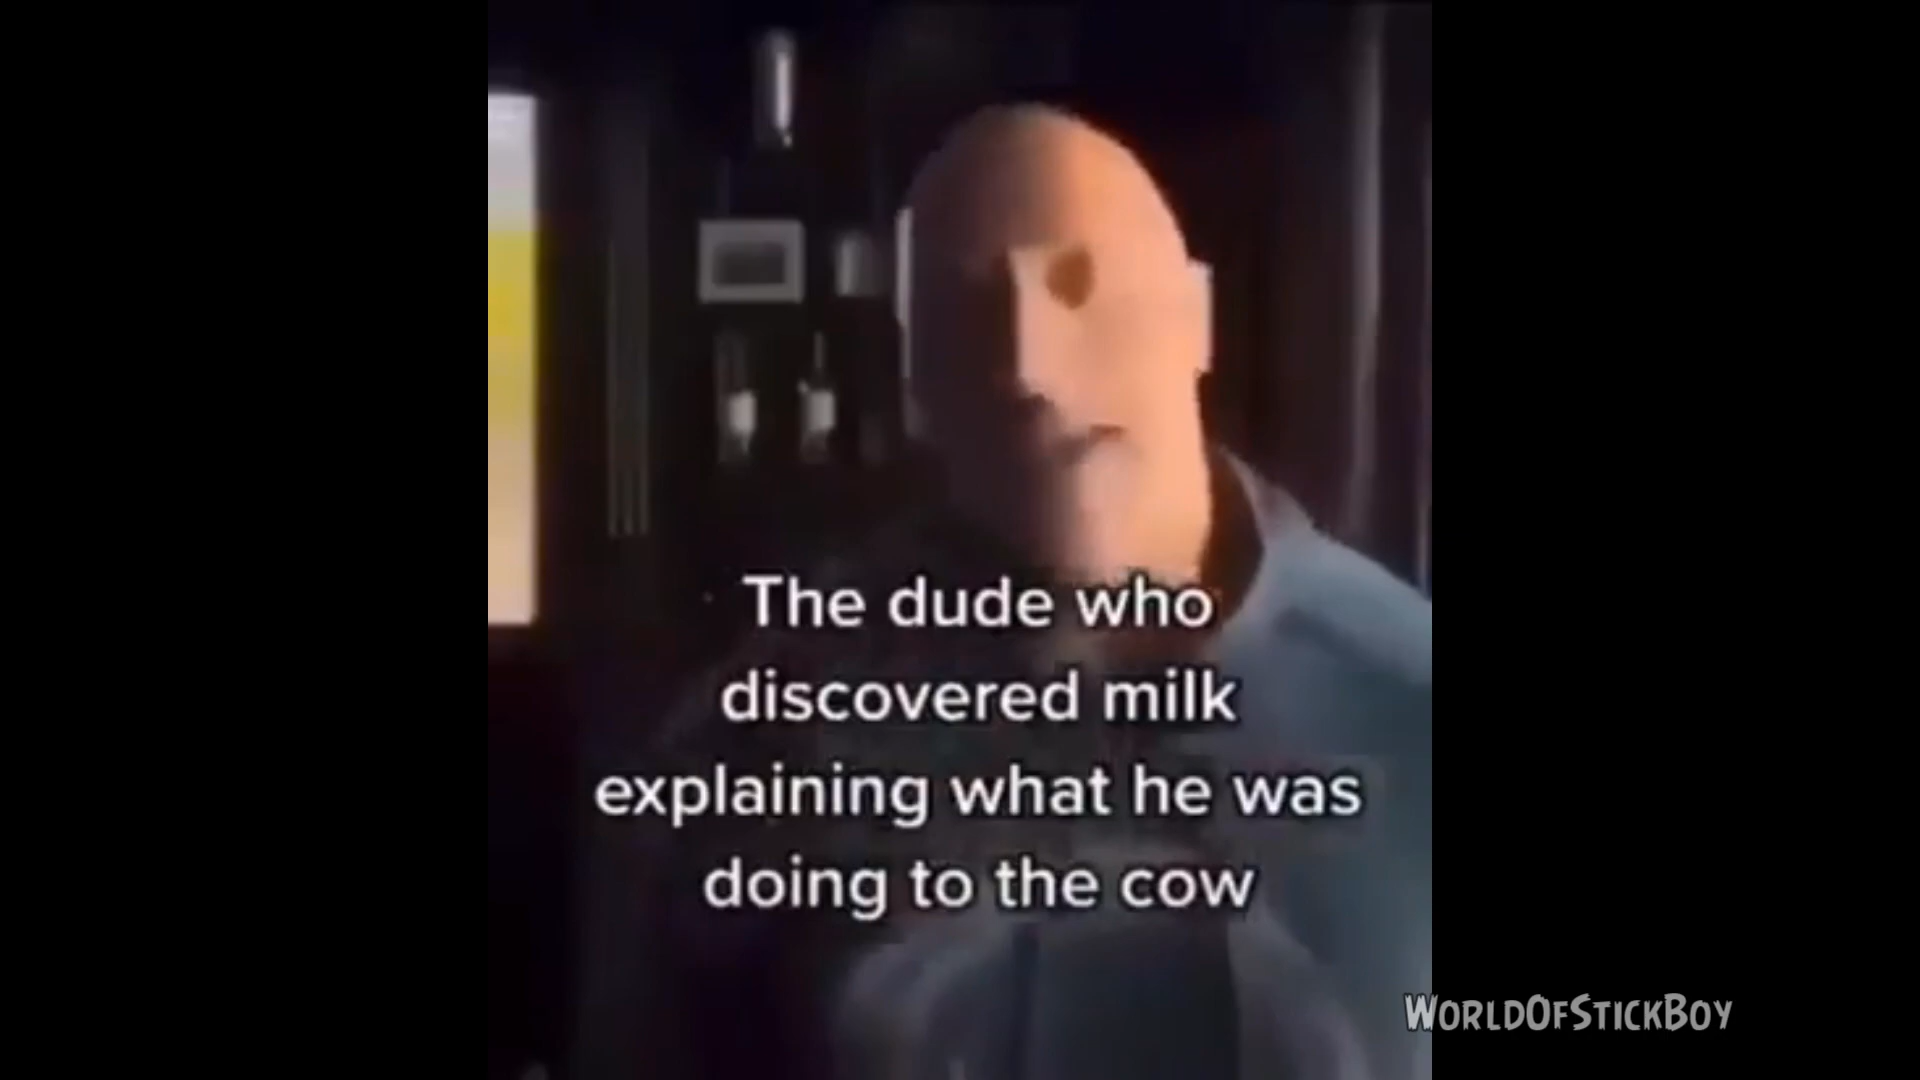 The dude who
discovered milk
explaining what he was
doing to the cow
WORLDOFSTICKBOY